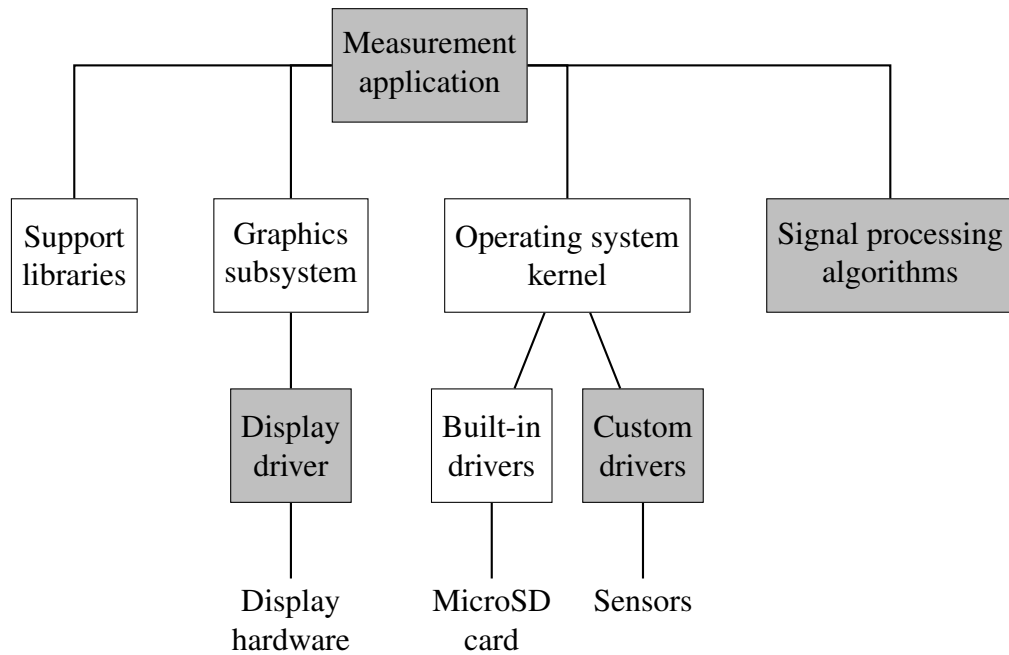 Measurement
application
Support
libraries
Graphics
subsystem
Operating system
kernel
Signal processing
algorithms
Display
driver
Built-in
drivers
Custom
drivers
Display
hardware
MicroSD
card
Sensors